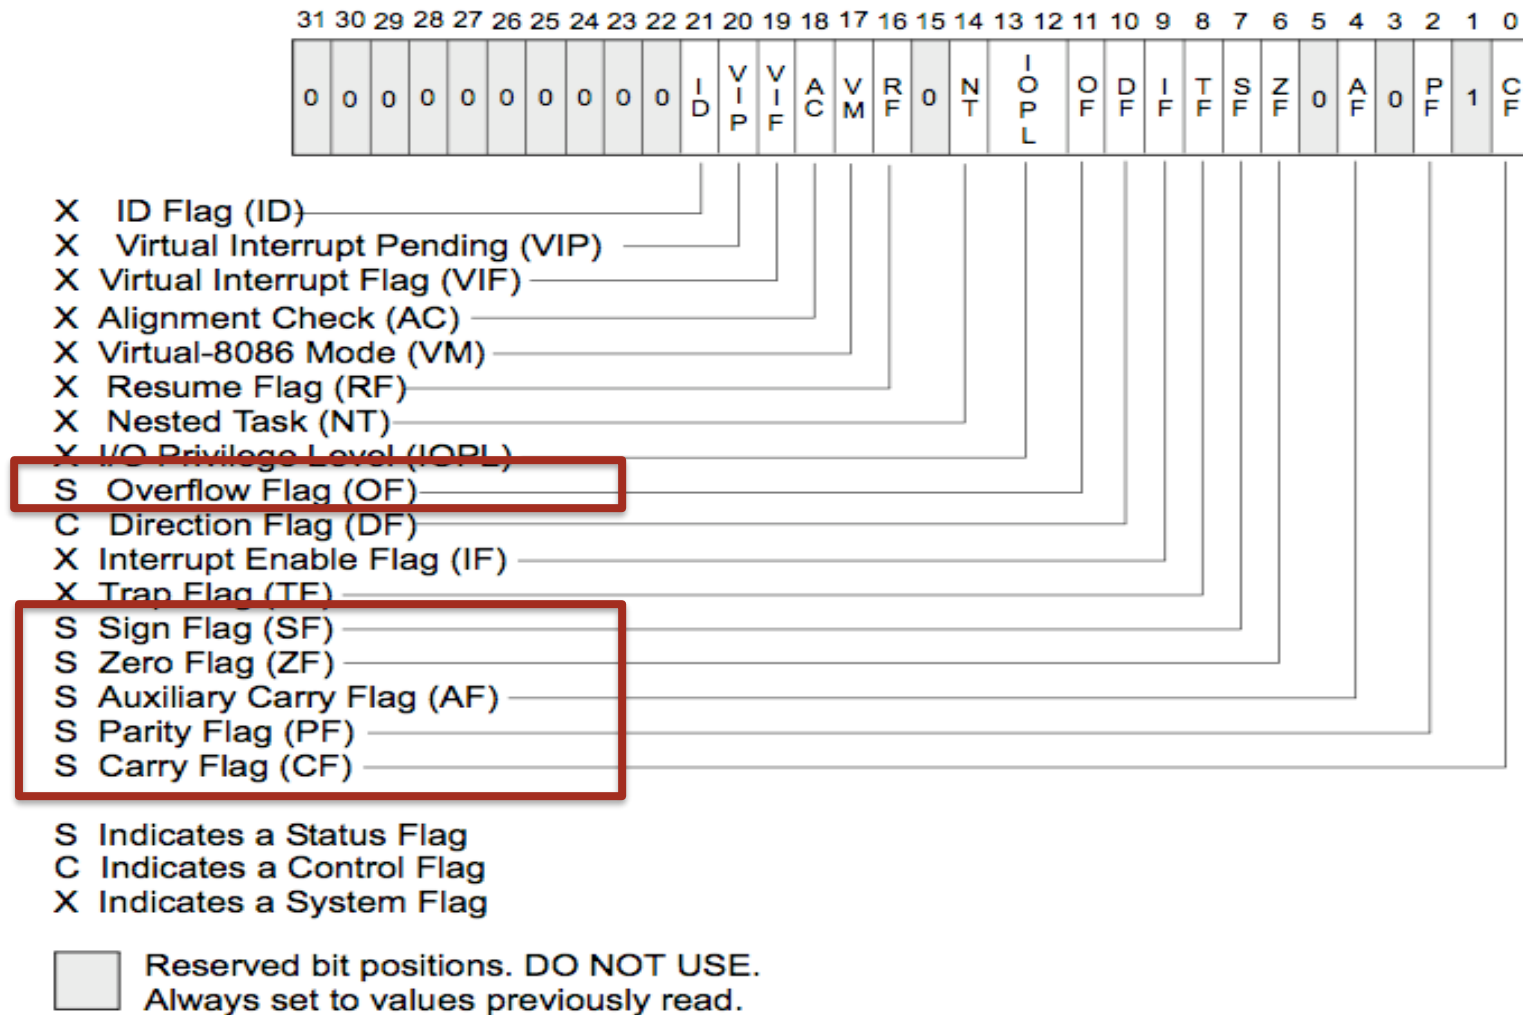 31 30 29 28 27 26 25 24 23 22 21 20 19 18 17 16 15 14 13 12 11 10 9 8 7 6 5 4 3 2 1 0
0 0 0 0 0 0 0 0 0 0 ID VIP VIF AC VM RF 0 NT IOPL OF DF IF TF SF ZF 0 AF 0 PF 1 CF
X ID Flag (ID)
X Virtual Interrupt Pending (VIP)
X Virtual Interrupt Flag (VIF)
X Alignment Check (AC)
X Virtual-8086 Mode (VM)
X Resume Flag (RF)
X Nested Task (NT)
X I/O Privilege Level (IOPL)
S Overflow Flag (OF)
C Direction Flag (DF)
X Interrupt Enable Flag (IF)
X Trap Flag (TF)
S Sign Flag (SF)
S Zero Flag (ZF)
S Auxiliary Carry Flag (AF)
S Parity Flag (PF)
S Carry Flag (CF)
S Indicates a Status Flag
C Indicates a Control Flag
X Indicates a System Flag
Reserved bit positions. DO NOT USE.
Always set to values previously read.